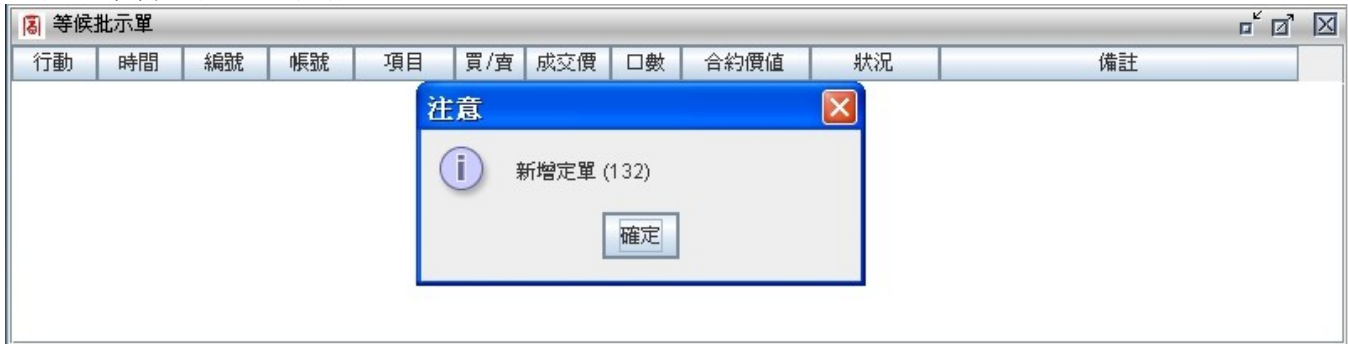 等候批示單
行動 時間 編號 帳號 項目 買/賣 成交價 口數 合約價值 狀況 備註
注意
新增定單 (132)
確定